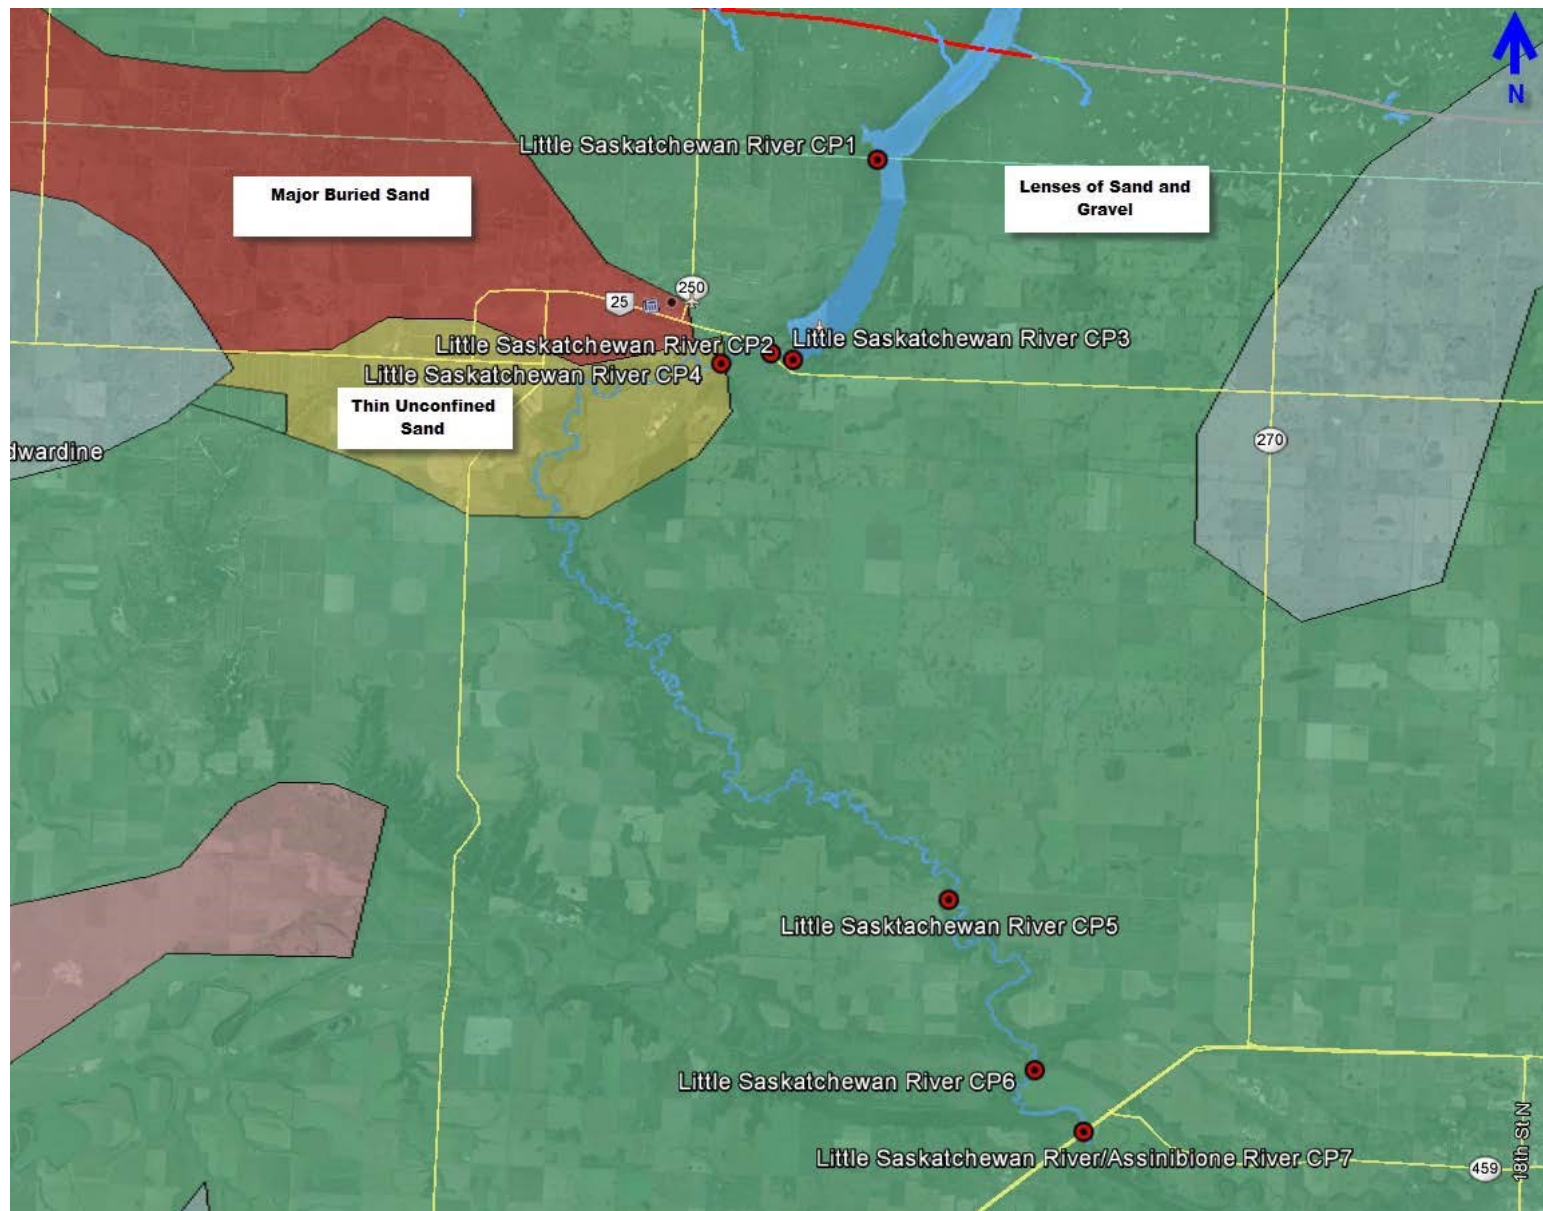 N
Little Saskatchewan River CP1
Major Buried Sand
Lenses of Sand and
Gravel
250
25
Little Saskatchewan River CP3
Little Saskatchewan River CP2
Little Saskatchewan River CP4
Thin Unconfined
Sand
270
dwardine
Little Sasktachewan River CP5
Little Saskatchewan River CP6
Little Saskatchewan River/Assinibione River CP7
459
18th St N